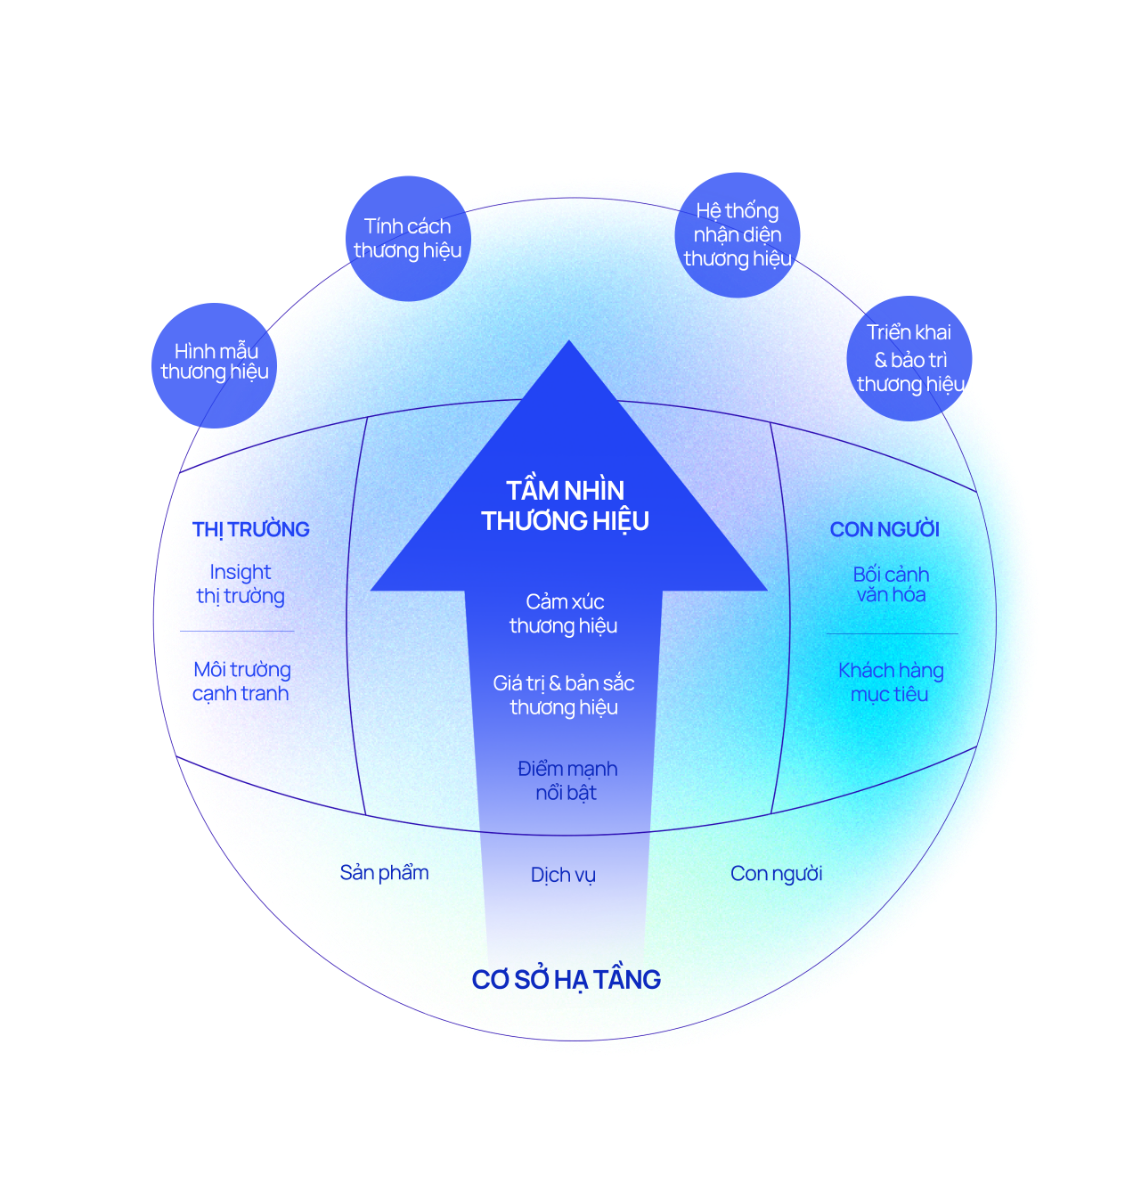 Tính cách
thương hiệu
Hệ thống
nhận diện
thương hiệu
Hình mẫu
thương hiệu
Triển khai
& bảo trì
thương hiệu
TẦM NHÌN
THƯƠNG HIỆU
THỊ TRƯỜNG
Insight
thị trường
Môi trường
cạnh tranh
Cảm xúc
thương hiệu
Giá trị & bản sắc
thương hiệu
Điểm mạnh
nổi bật
CON NGƯỜI
Bối cảnh
văn hóa
Khách hàng
mục tiêu
Sản phẩm
Dịch vụ
Con người
CƠ SỞ HẠ TẦNG